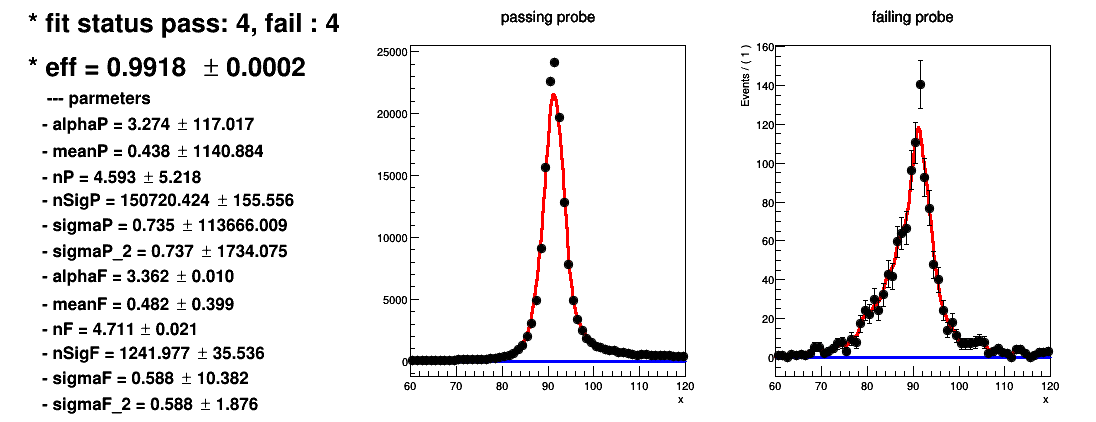 * fit status pass: 4, fail : 4
* eff = 0.9918 ± 0.0002
--- parmeters
- alphaP = 3.274 ± 117.017
- meanP = 0.438 ± 1140.884
- nP = 4.593 ± 5.218
- nSigP = 150720.424 ± 155.556
- sigmaP = 0.735 ± 113666.009
- sigmaP_2 = 0.737 ± 1734.075
- alphaF = 3.362 ± 0.010
- meanF = 0.482 ± 0.399
- nF = 4.711 ± 0.021
- nSigF = 1241.977 ± 35.536
- sigmaF = 0.588 ± 10.382
- sigmaF_2 = 0.588 ± 1.876
passing probe
25000
20000
15000
10000
5000
0
60 70 80 90 100 110 120
x
failing probe
Events / ( 1 )
160
140
120
100
80
60
40
20
0
60 70 80 90 100 110 120
x